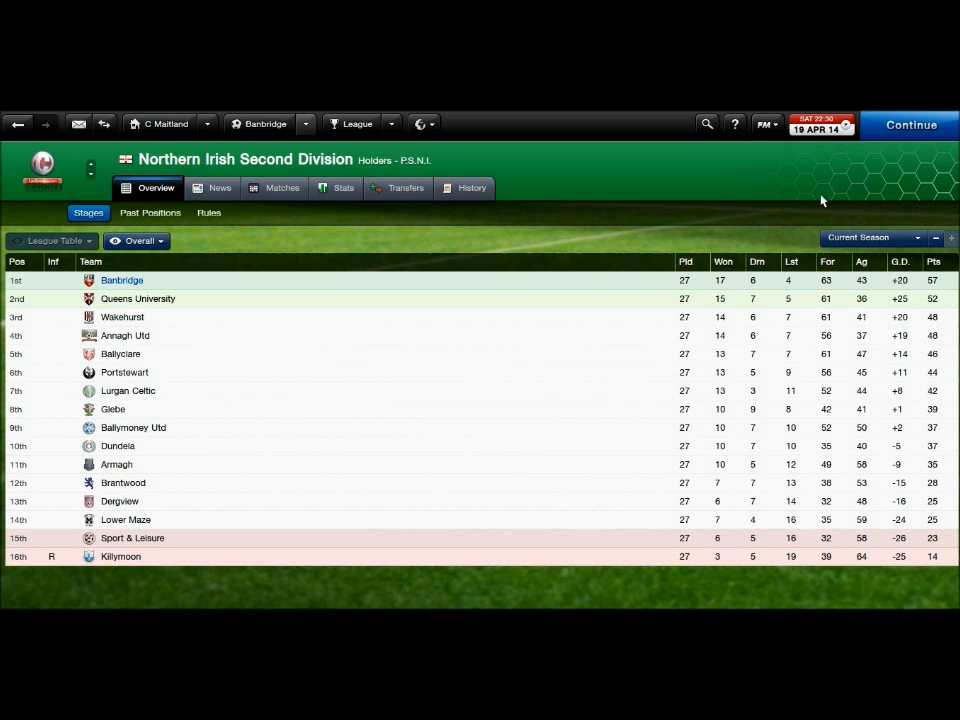 C Maitland Banbridge League ? FM SAT 22:30 19 APR 14 Continue
Northern Irish Second Division Holders - P.S.N.I.
Overview News Matches Stats Transfers History
Stages Past Positions Rules
League Table Overall Current Season
Pos Inf Team Pld Won Drn Lst For Ag G.D. Pts
1st Banbridge 27 17 6 4 63 43 +20 57
2nd Queens University 27 15 7 5 61 36 +25 52
3rd Wakehurst 27 14 6 7 61 41 +20 48
4th Annagh Utd 27 14 6 7 56 37 +19 48
5th Ballyclare 27 13 7 7 61 47 +14 46
6th Portstewart 27 13 5 9 56 45 +11 44
7th Lurgan Celtic 27 13 3 11 52 44 +8 42
8th Glebe 27 10 9 8 42 41 +1 39
9th Ballymoney Utd 27 10 7 10 52 50 +2 37
10th Dundela 27 10 7 10 35 40 -5 37
11th Armagh 27 10 5 12 49 58 -9 35
12th Brantwood 27 7 7 13 38 53 -15 28
13th Dergview 27 6 7 14 32 48 -16 25
14th Lower Maze 27 7 4 16 35 59 -24 25
15th Sport & Leisure 27 6 5 16 32 58 -26 23
16th R Killymoon 27 3 5 19 39 64 -25 14